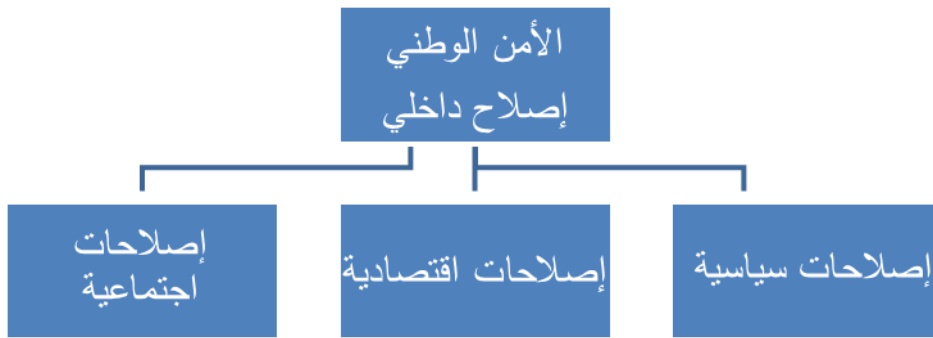 الأمن الوطني
إصلاح داخلي
إصلاحات سياسية
إصلاحات اقتصادية
إصلاحات
اجتماعية